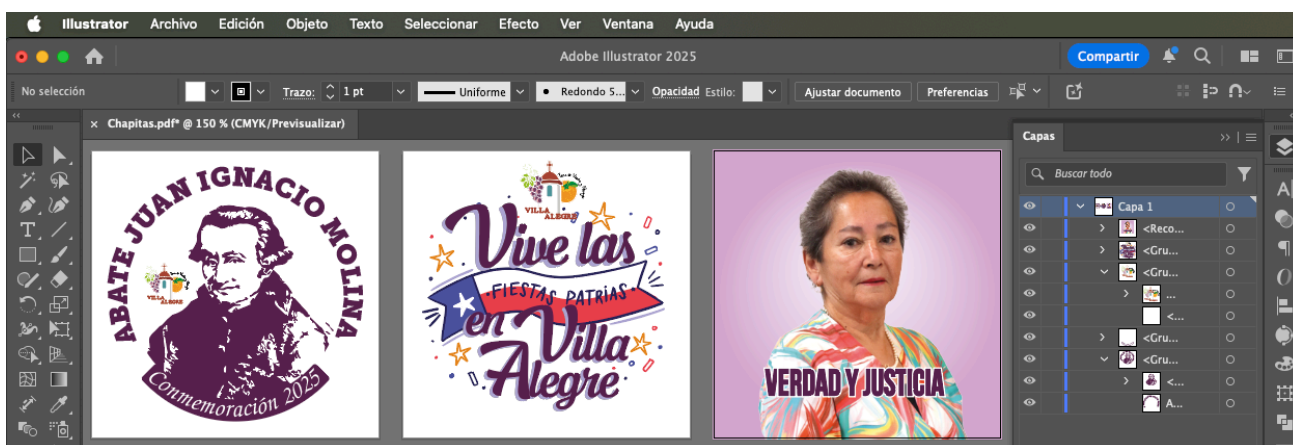 Illustrator Archivo Edición Objeto Texto Seleccionar Efecto Ver Ventana Ayuda
Adobe Illustrator 2025
Compartir
No selección
Trazo: 1 pt
Uniforme
Redondo S...
Opacidad Estilo:
Ajustar documento
Preferencias
× Chapitas.pdf* @ 150 % (CMYK/Previsualizar)
ABATE JUAN IGNACIO MOLINA
VILLA
ALEGRE
Conmemoración 2025
VILLA
ALEGRE
Vive las
FIESTAS PATRIAS
en Villa
Alegre
VERDAD Y JUSTICIA
Capas
Buscar todo
Capa 1
<Reco...
<Gru...
<Gru...
...
<...
<Gru...
<Gru...
<...
A...